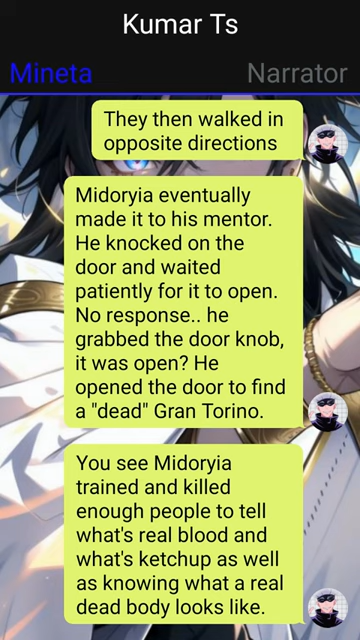 Kumar Ts
Mineta
Narrator
They then walked in
opposite directions
Midoryia eventually
made it to his mentor.
He knocked on the
door and waited
patiently for it to open.
No response.. he
grabbed the door knob,
it was open? He
opened the door to find
a "dead" Gran Torino.
You see Midoryia
trained and killed
enough people to tell
what's real blood and
what's ketchup as well
as knowing what a real
dead body looks like.